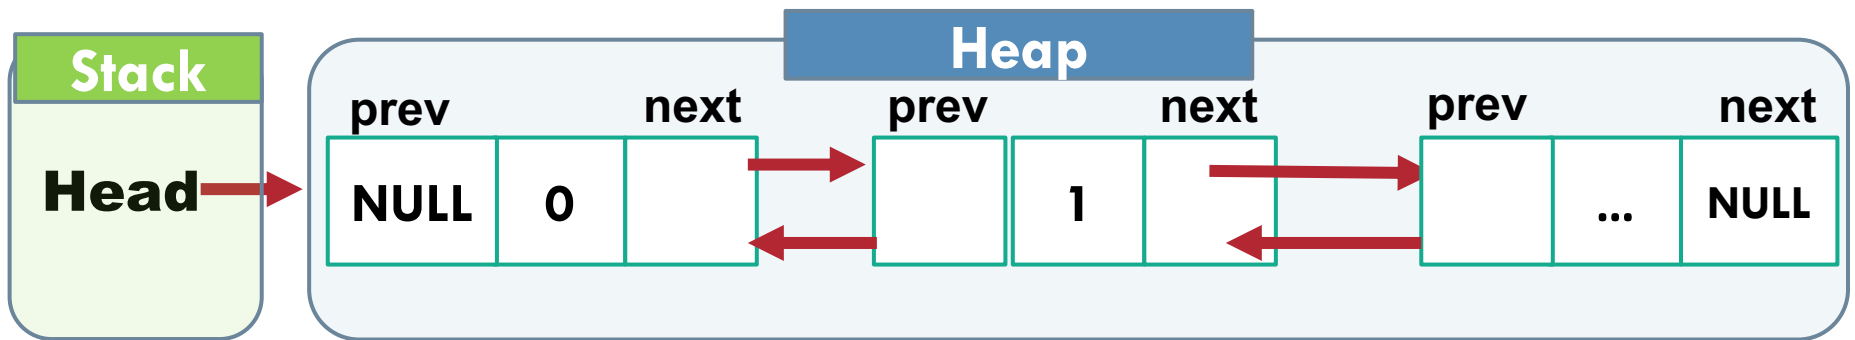 Stack
Heap
prev next prev next prev next
Head NULL 0 1 ... NULL